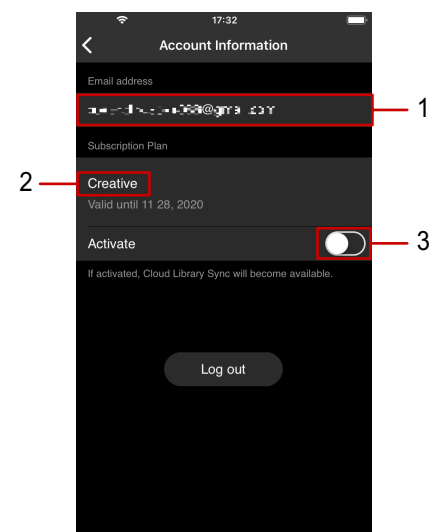 17:32
Account Information
Email address
1
Subscription Plan
2
Creative
Valid until 11 28, 2020
Activate
3
If activated, Cloud Library Sync will become available.
Log out